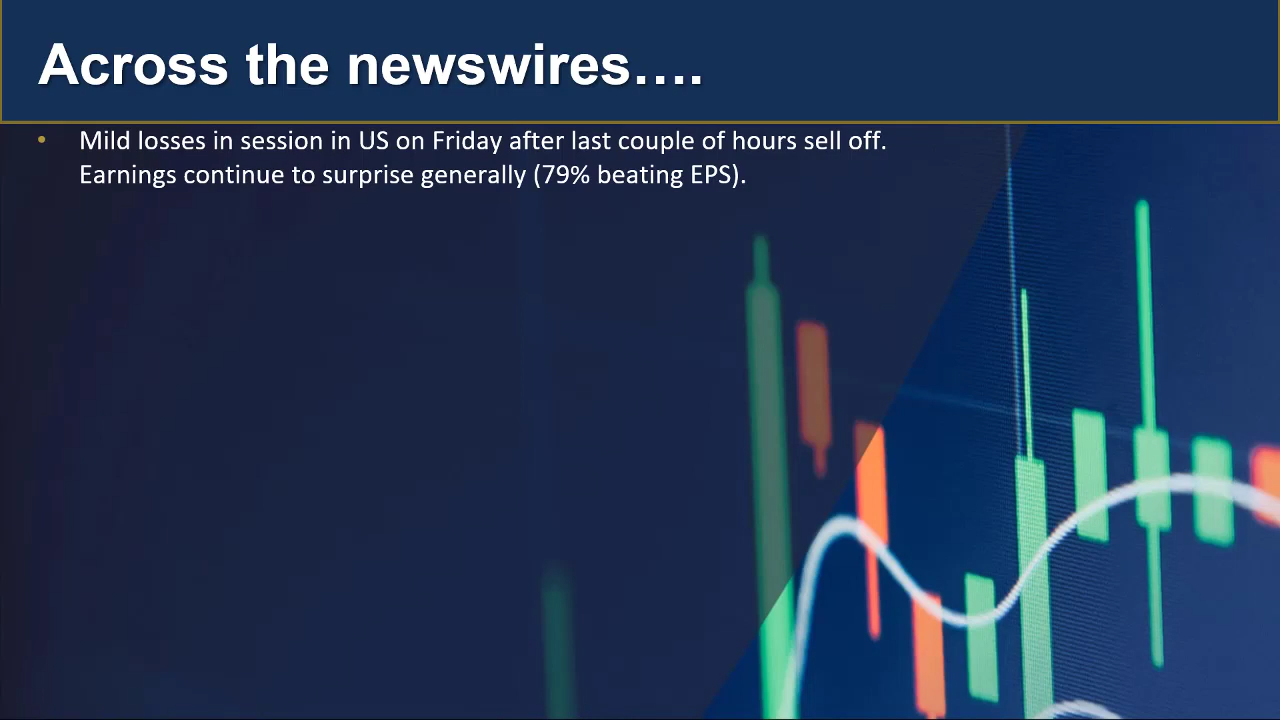 Across the newswires….
• Mild losses in session in US on Friday after last couple of hours sell off.
Earnings continue to surprise generally (79% beating EPS).